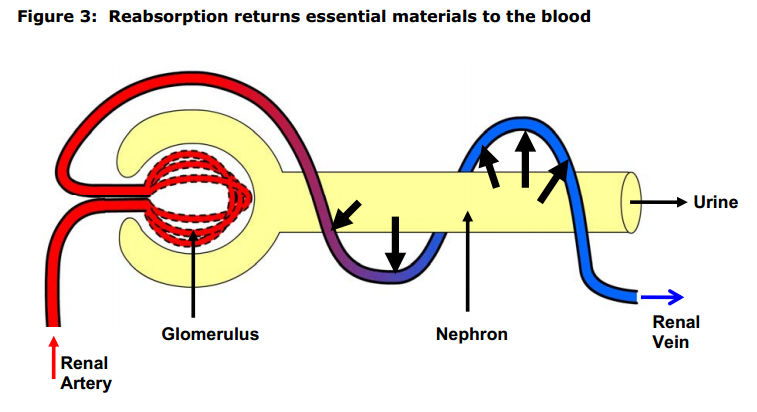 Figure 3:  Reabsorption returns essential materials to the blood
Urine
Glomerulus
Nephron
Renal
Vein
Renal
Artery